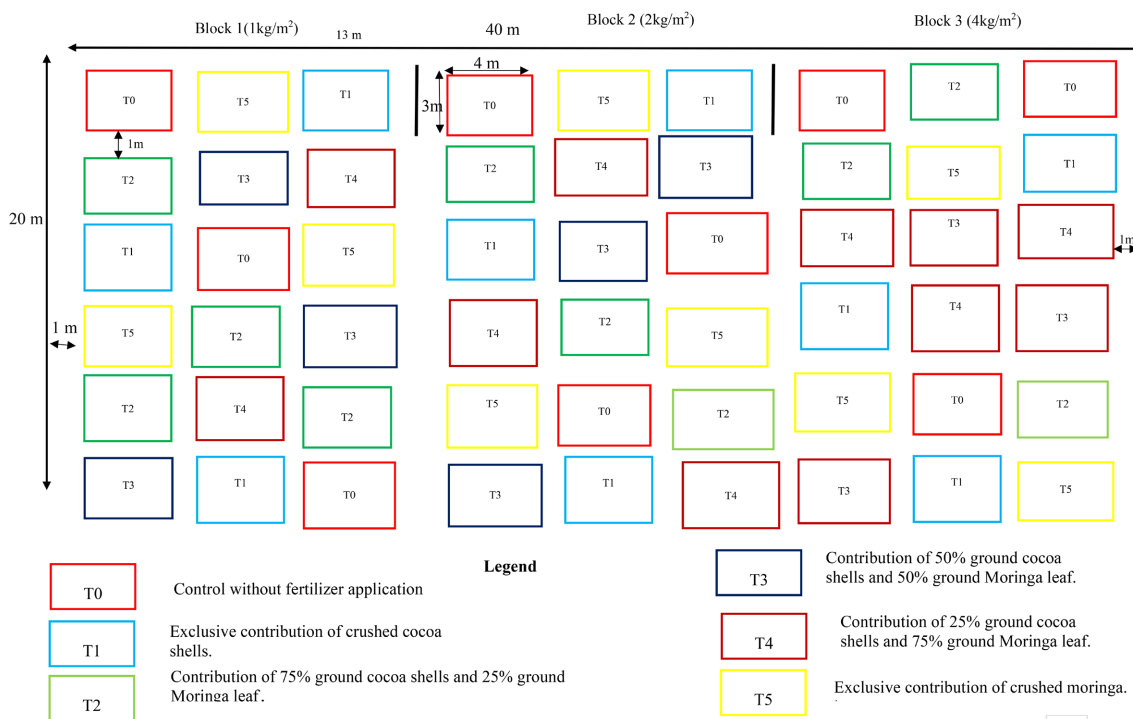 Block 1(1kg/m²)
13 m
40 m
Block 2 (2kg/m²)
Block 3 (4kg/m²)
4 m
3m
T0
T5
T1
T0
T5
T1
T0
T2
T0
1m
T2
T3
T4
T2
T4
T3
T2
T5
T1
20 m
T1
T0
T5
T1
T3
T0
T4
T3
T4
1m
1 m
T5
T2
T3
T4
T2
T5
T1
T4
T3
T2
T4
T2
T5
T0
T2
T5
T0
T2
T3
T1
T0
T3
T1
T4
T3
T1
T5
Legend
T0
Control without fertilizer application
T1
Exclusive contribution of crushed cocoa
shells.
T2
Contribution of 75% ground cocoa shells and 25% ground
Moringa leaf.
T3
Contribution of 50% ground cocoa
shells and 50% ground Moringa leaf.
T4
Contribution of 25% ground cocoa
shells and 75% ground Moringa leaf.
T5
Exclusive contribution of crushed moringa.